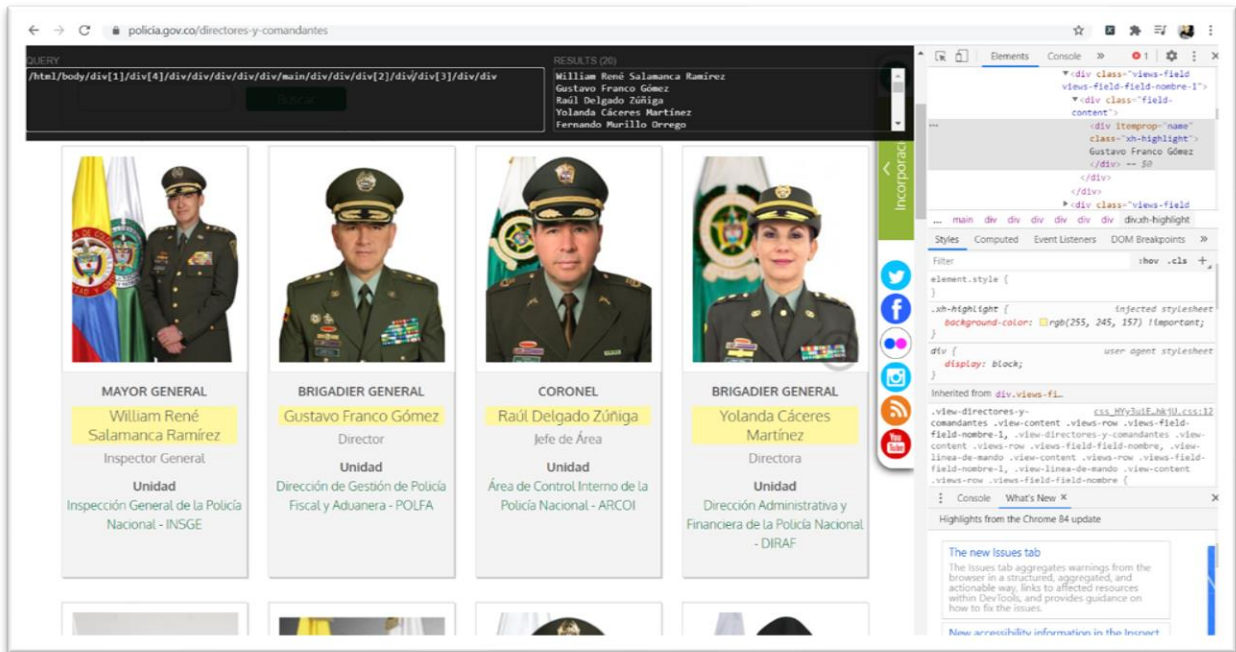 policia.gov.co/directores-y-comandantes
QUERY
/html/body/div[1]/div[4]/div/div/div/div/div/main/div/div/div[2]/div/div[3]/div/div
RESULTS (20)
William René Salamanca Ramírez
Gustavo Franco Gómez
Raúl Delgado Zúñiga
Yolanda Cáceres Martínez
Fernando Murillo Orrego
Buscar
Incorporaci
MAYOR GENERAL
William René
Salamanca Ramírez
Inspector General
Unidad
Inspección General de la Policía
Nacional - INSGE
BRIGADIER GENERAL
Gustavo Franco Gómez
Director
Unidad
Dirección de Gestión de Policía
Fiscal y Aduanera - POLFA
CORONEL
Raúl Delgado Zúñiga
Jefe de Área
Unidad
Área de Control Interno de la
Policía Nacional - ARCOI
BRIGADIER GENERAL
Yolanda Cáceres
Martínez
Directora
Unidad
Dirección Administrativa y
Financiera de la Policía Nacional
- DIRAF
You
Tube
Elements Console » 1
▼<div class="views-field
views-field-field-nombre-1">
▼<div class="field-
content">
<div itemprop="name"
class="xh-highlight">
Gustavo Franco Gómez
</div> == $0
</div>
</div>
▶<div class="views-field
... main div div div div div div div.xh-highlight
Styles Computed Event Listeners DOM Breakpoints »
Filter :hov .cls +
element.style {
}
.xh-highlight { injected stylesheet
background-color: rgb(255, 245, 157) !important;
}
div { user agent stylesheet
display: block;
}
Inherited from div.views-fi…
.view-directores-y-
comandantes .view-content .views-row .views-field-
field-nombre-1, .view-directores-y-comandantes .view-
content .views-row .views-field-field-nombre, .view-
linea-de-mando .view-content .views-row .views-field-
field-nombre-1, .view-linea-de-mando .view-content
.views-row .views-field-field-nombre {
Console What's New ×
Highlights from the Chrome 84 update
The new Issues tab
The Issues tab aggregates warnings from the
browser in a structured, aggregated, and
actionable way, links to affected resources
within DevTools, and provides guidance on
how to fix the issues.
New accessibility information in the Inspect